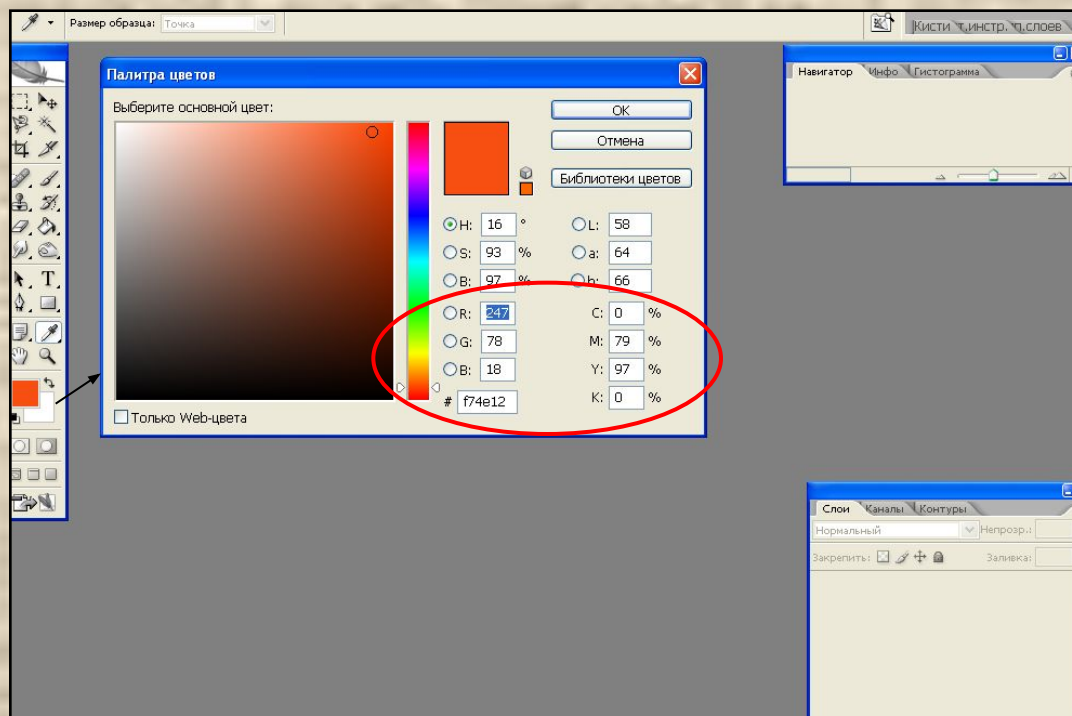 Размер образца: Точка
Кисти т.инстр. п.слоев
Палитра цветов
Выберите основной цвет:
OK
Отмена
Библиотеки цветов
H: 16 °
L: 58
S: 93 %
a: 64
B: 97 %
b: 66
R: 247
C: 0 %
G: 78
M: 79 %
B: 18
Y: 97 %
# f74e12
K: 0 %
Только Web-цвета
Навигатор Инфо Гистограмма
T
Слои Каналы Контуры
Нормальный Непрозр.:
Закрепить: Заливка: